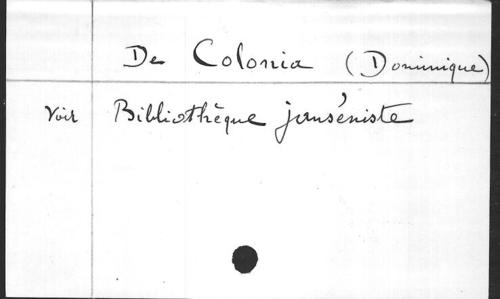 De Colonia (Dominique)
Voir Bibliothèque janséniste